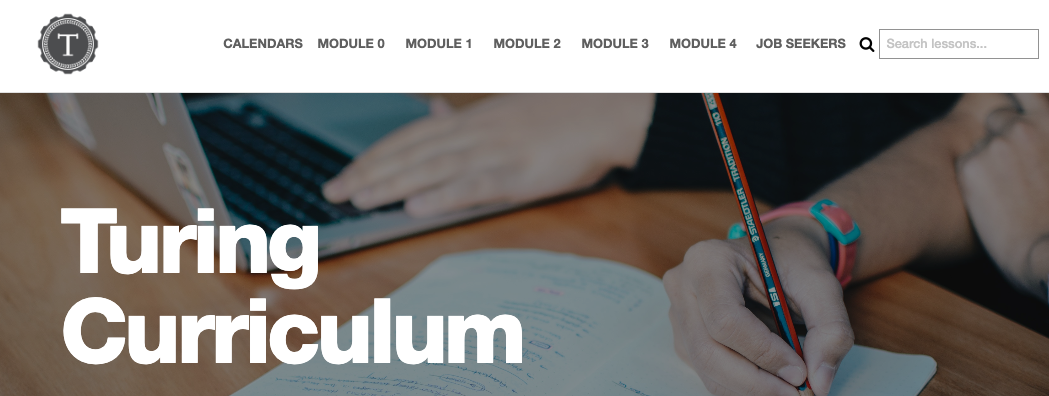 T
CALENDARS MODULE 0 MODULE 1 MODULE 2 MODULE 3 MODULE 4 JOB SEEKERS Search lessons...
Turing
Curriculum
STAEDTLER TRADITION 110